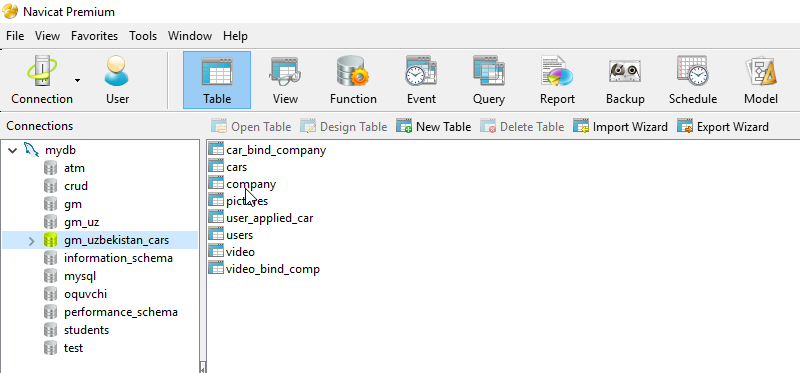 Navicat Premium
File View Favorites Tools Window Help
Connection User Table View Function Event Query Report Backup Schedule Model
Connections Open Table Design Table New Table Delete Table Import Wizard Export Wizard
mydb
atm
crud
gm
gm_uz
gm_uzbekistan_cars
information_schema
mysql
oquvchi
performance_schema
students
test
car_bind_company
cars
company
pictures
user_applied_car
users
video
video_bind_comp